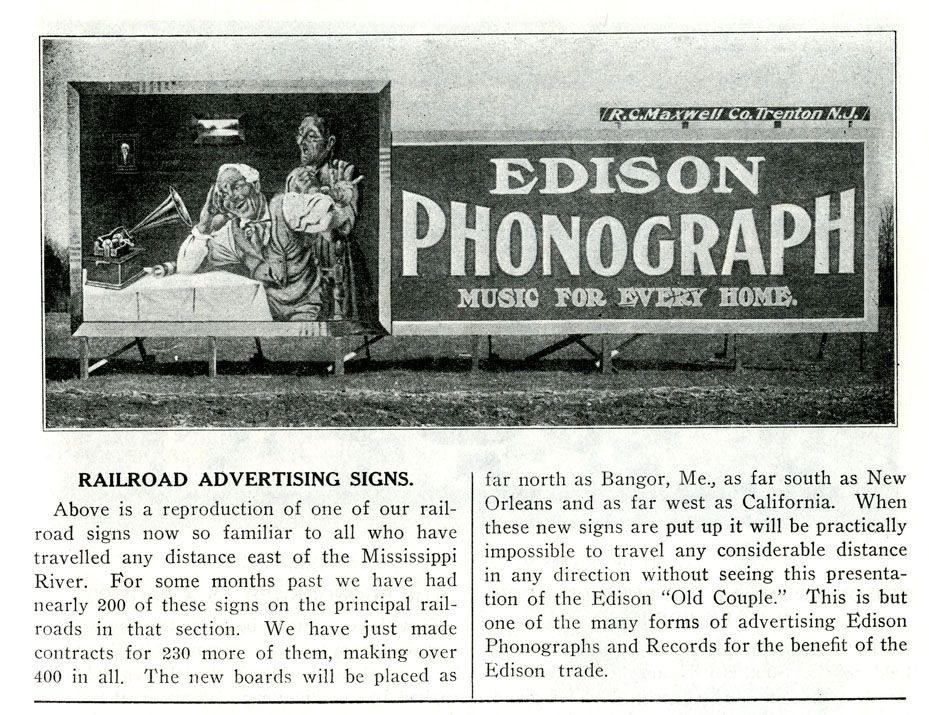 R.C. Maxwell Co. Trenton N.J.
EDISON
PHONOGRAPH
MUSIC FOR EVERY HOME.
RAILROAD ADVERTISING SIGNS.
Above is a reproduction of one of our rail-
road signs now so familiar to all who have
travelled any distance east of the Mississippi
River. For some months past we have had
nearly 200 of these signs on the principal rail-
roads in that section. We have just made
contracts for 230 more of them, making over
400 in all. The new boards will be placed as
far north as Bangor, Me., as far south as New
Orleans and as far west as California. When
these new signs are put up it will be practically
impossible to travel any considerable distance
in any direction without seeing this presenta-
tion of the Edison “Old Couple.” This is but
one of the many forms of advertising Edison
Phonographs and Records for the benefit of the
Edison trade.